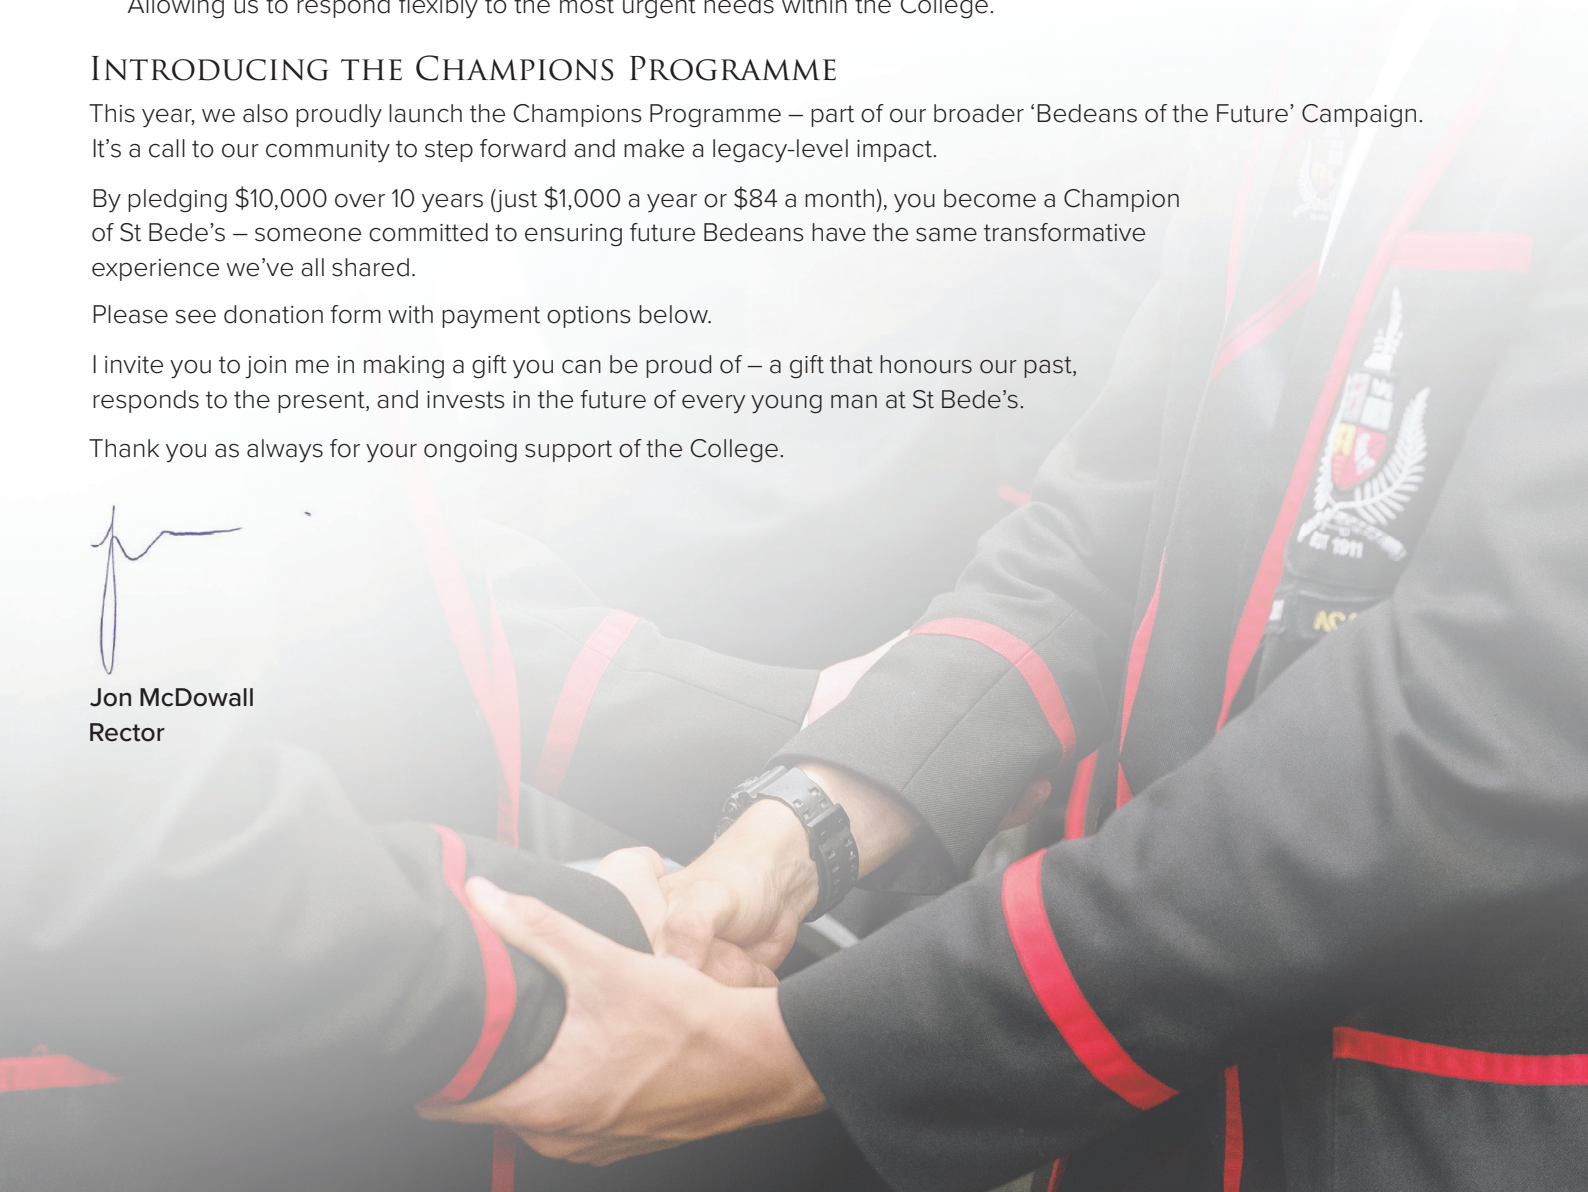 Allowing us to respond flexibly to the most urgent needs within the College.
INTRODUCING THE CHAMPIONS PROGRAMME
This year, we also proudly launch the Champions Programme – part of our broader ‘Bedeans of the Future’ Campaign.
It’s a call to our community to step forward and make a legacy-level impact.
By pledging $10,000 over 10 years (just $1,000 a year or $84 a month), you become a Champion
of St Bede’s – someone committed to ensuring future Bedeans have the same transformative
experience we’ve all shared.
Please see donation form with payment options below.
I invite you to join me in making a gift you can be proud of – a gift that honours our past,
responds to the present, and invests in the future of every young man at St Bede’s.
Thank you as always for your ongoing support of the College.
Jon McDowall
Rector
EST 1911